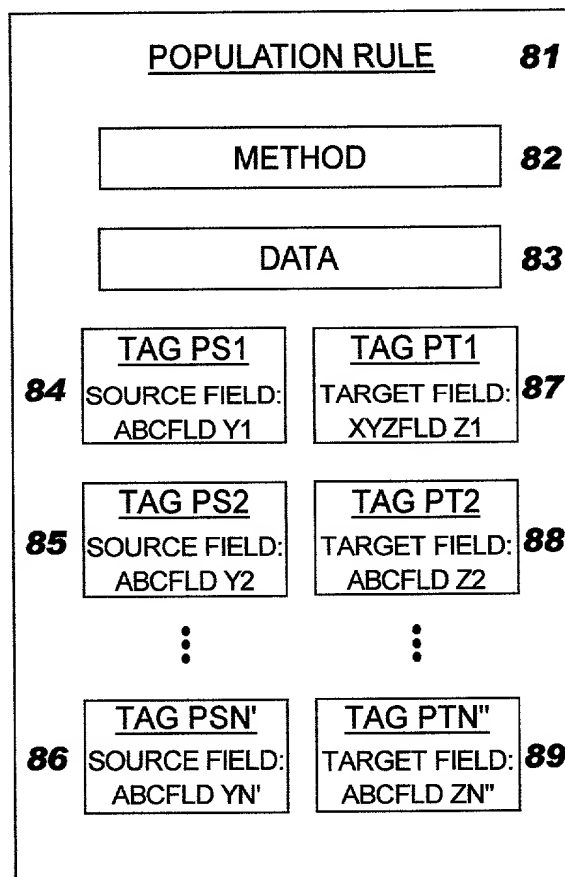 POPULATION RULE 81
METHOD 82
DATA 83
TAG PS1
84 SOURCE FIELD:
ABCFLD Y1
TAG PT1
TARGET FIELD: 87
XYZFLD Z1
TAG PS2
85 SOURCE FIELD:
ABCFLD Y2
TAG PT2
TARGET FIELD: 88
ABCFLD Z2
TAG PSN'
86 SOURCE FIELD:
ABCFLD YN'
TAG PTN"
TARGET FIELD: 89
ABCFLD ZN"